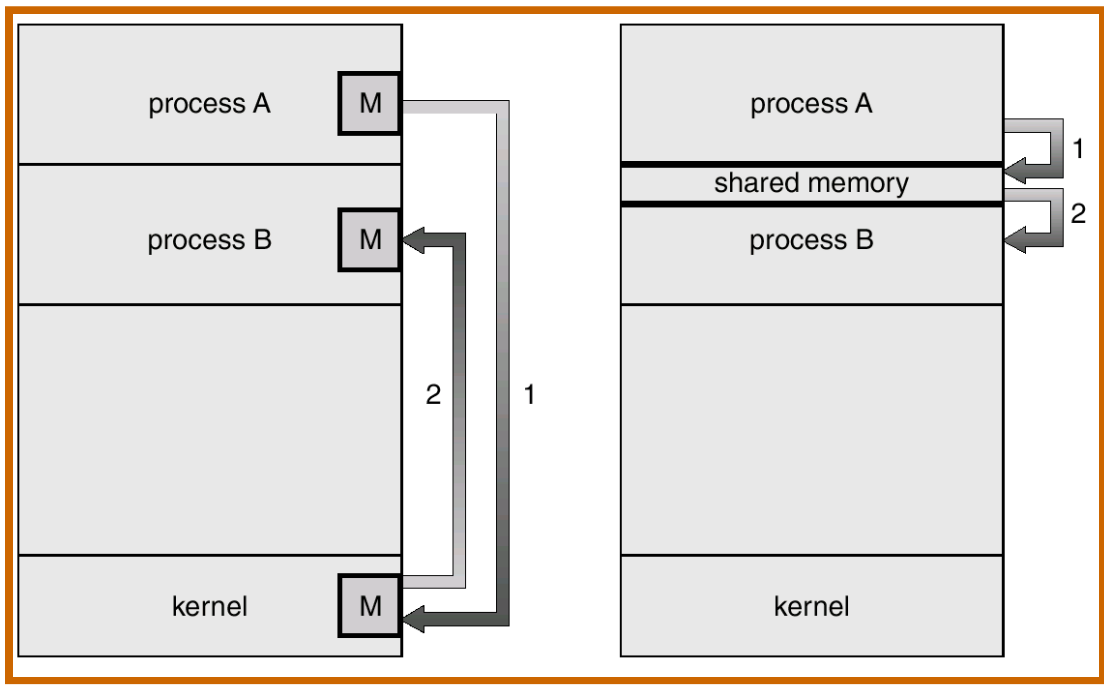 process A
M
process B
M
2
1
kernel
M
process A
1
shared memory
2
process B
kernel